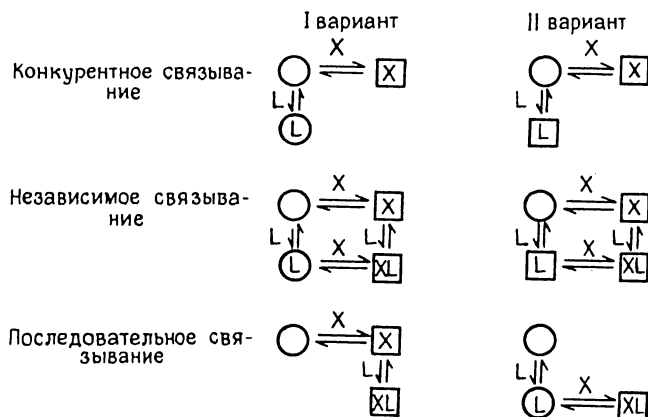 I вариант II вариант
X X
Конкурентное связыва-
ние
X X
L L
L L
Независимое связыва-
ние
X X
X X
L L L L
X X
L XL L XL
Последовательное свя-
зывание
X
X
L L
X
XL L XL